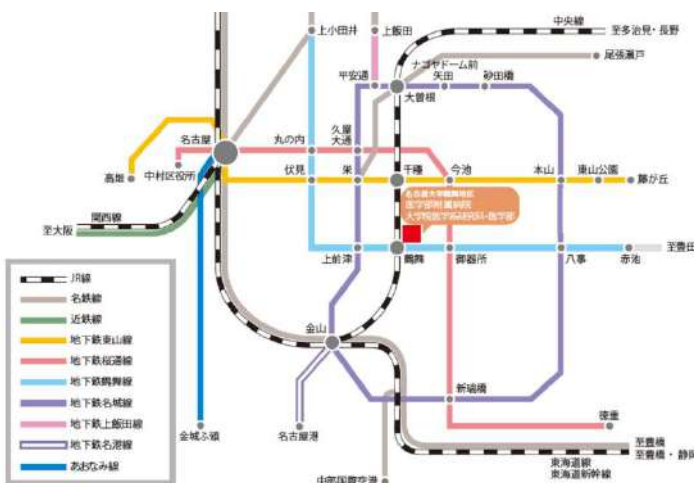 中央線
至多治見・長野
上小田井
上飯田
尾張瀬戸
ナゴヤドーム前
平安通
矢田
砂田橋
大曽根
名古屋
丸の内
久屋
大通
中村区役所
高畑
伏見
栄
千種
今池
本山
東山公園
藤が丘
名古屋大学鶴舞地区
医学部附属病院
大学院医学系研究科・医学部
関西線
至大阪
上前津
鶴舞
御器所
八事
赤池
至豊田
JR線
名鉄線
近鉄線
地下鉄東山線
地下鉄桜通線
地下鉄鶴舞線
地下鉄名城線
地下鉄上飯田線
地下鉄名港線
あおなみ線
金山
新瑞橋
金城ふ頭
名古屋港
徳重
至豊橋
至豊橋・静岡
東海道線
東海道新幹線
中部国際空港